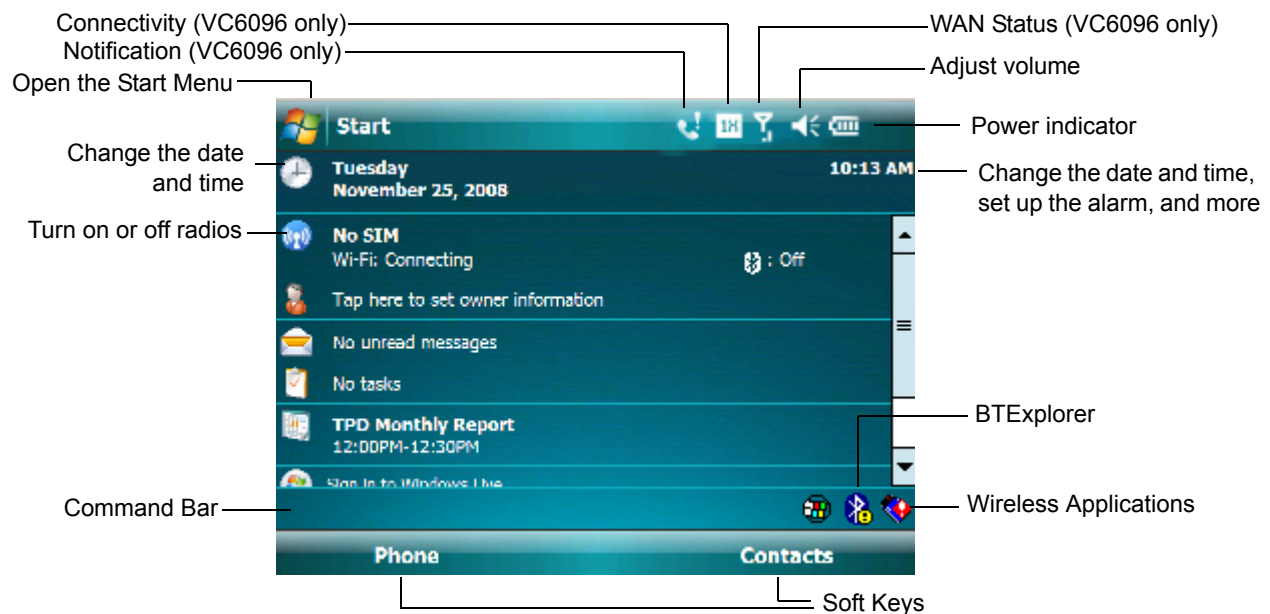 Connectivity (VC6096 only)
WAN Status (VC6096 only)
Notification (VC6096 only)
Adjust volume
Open the Start Menu
Start
1X
Power indicator
Change the date
and time
Tuesday
November 25, 2008
10:13 AM
Change the date and time,
set up the alarm, and more
Turn on or off radios
No SIM
Wi-Fi: Connecting
: Off
Tap here to set owner information
No unread messages
No tasks
TPD Monthly Report
12:00PM-12:30PM
BTExplorer
Sign in to Windows Live
Command Bar
Wireless Applications
Phone
Contacts
Soft Keys